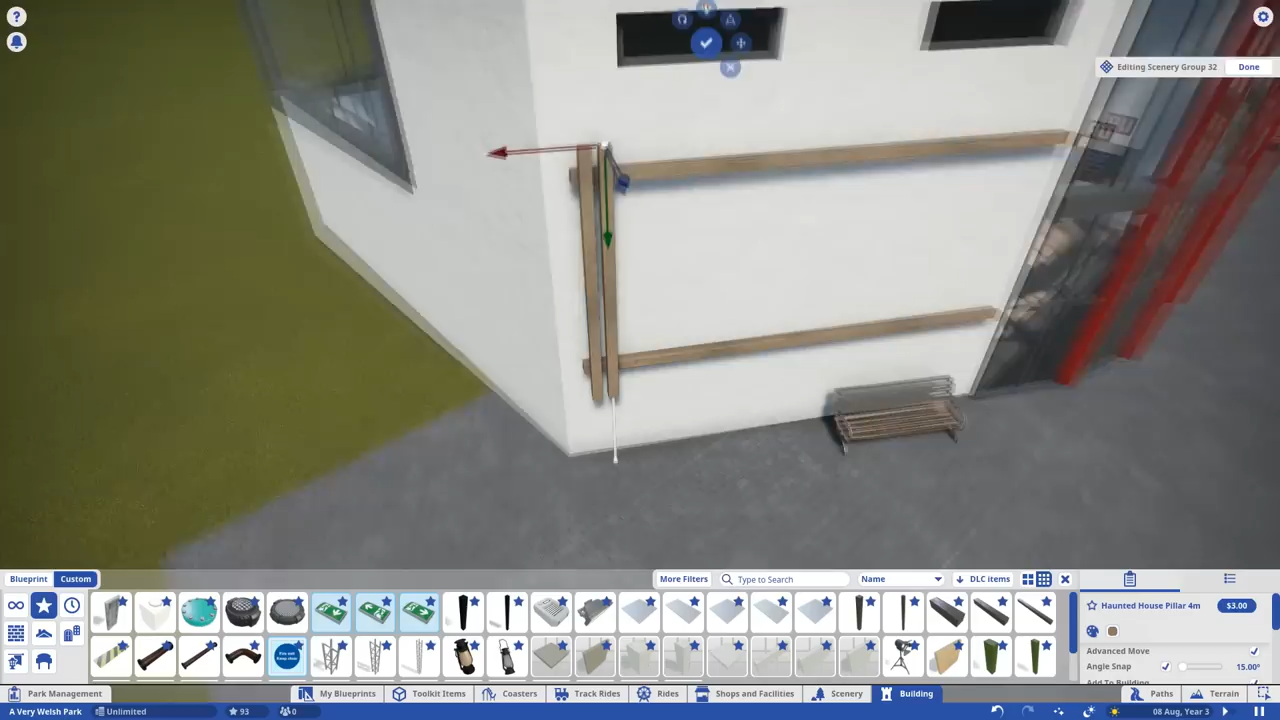 ?
Editing Scenery Group 32 Done
Blueprint Custom More Filters Type to Search Name DLC items
Haunted House Pillar 4m $3.00
Advanced Move
Angle Snap 15.00°
Park Management My Blueprints Toolkit Items Coasters Track Rides Rides Shops and Facilities Scenery Building Paths Terrain
A Very Welsh Park Unlimited 93 0 08 Aug, Year 3